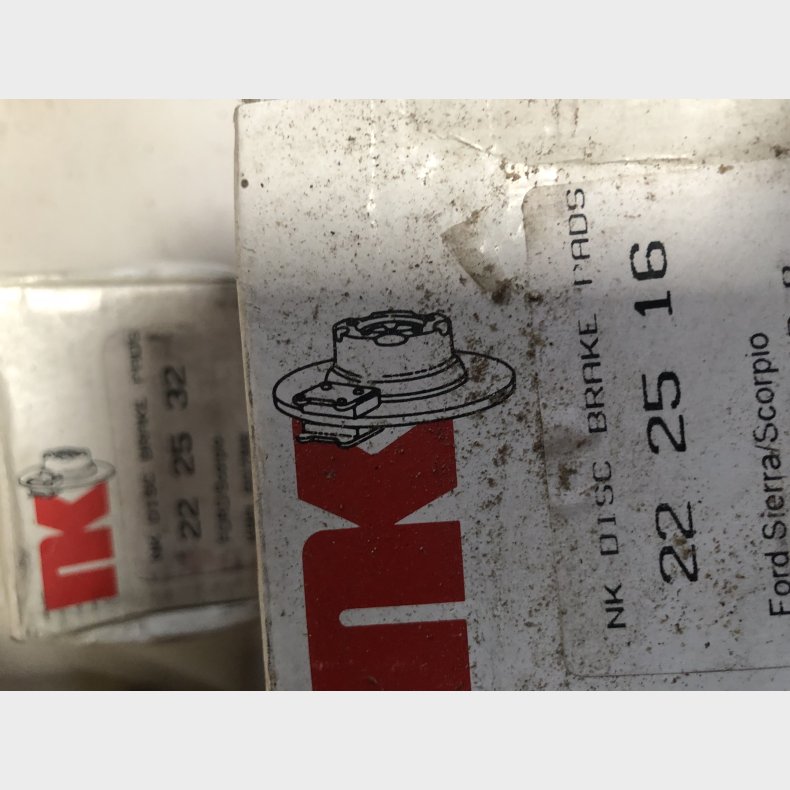 NK
NK DISC BRAKE PADS
22 25 16
Ford Sierra/Scorpio
NK
NK DISC BRAKE PADS
22 25 32